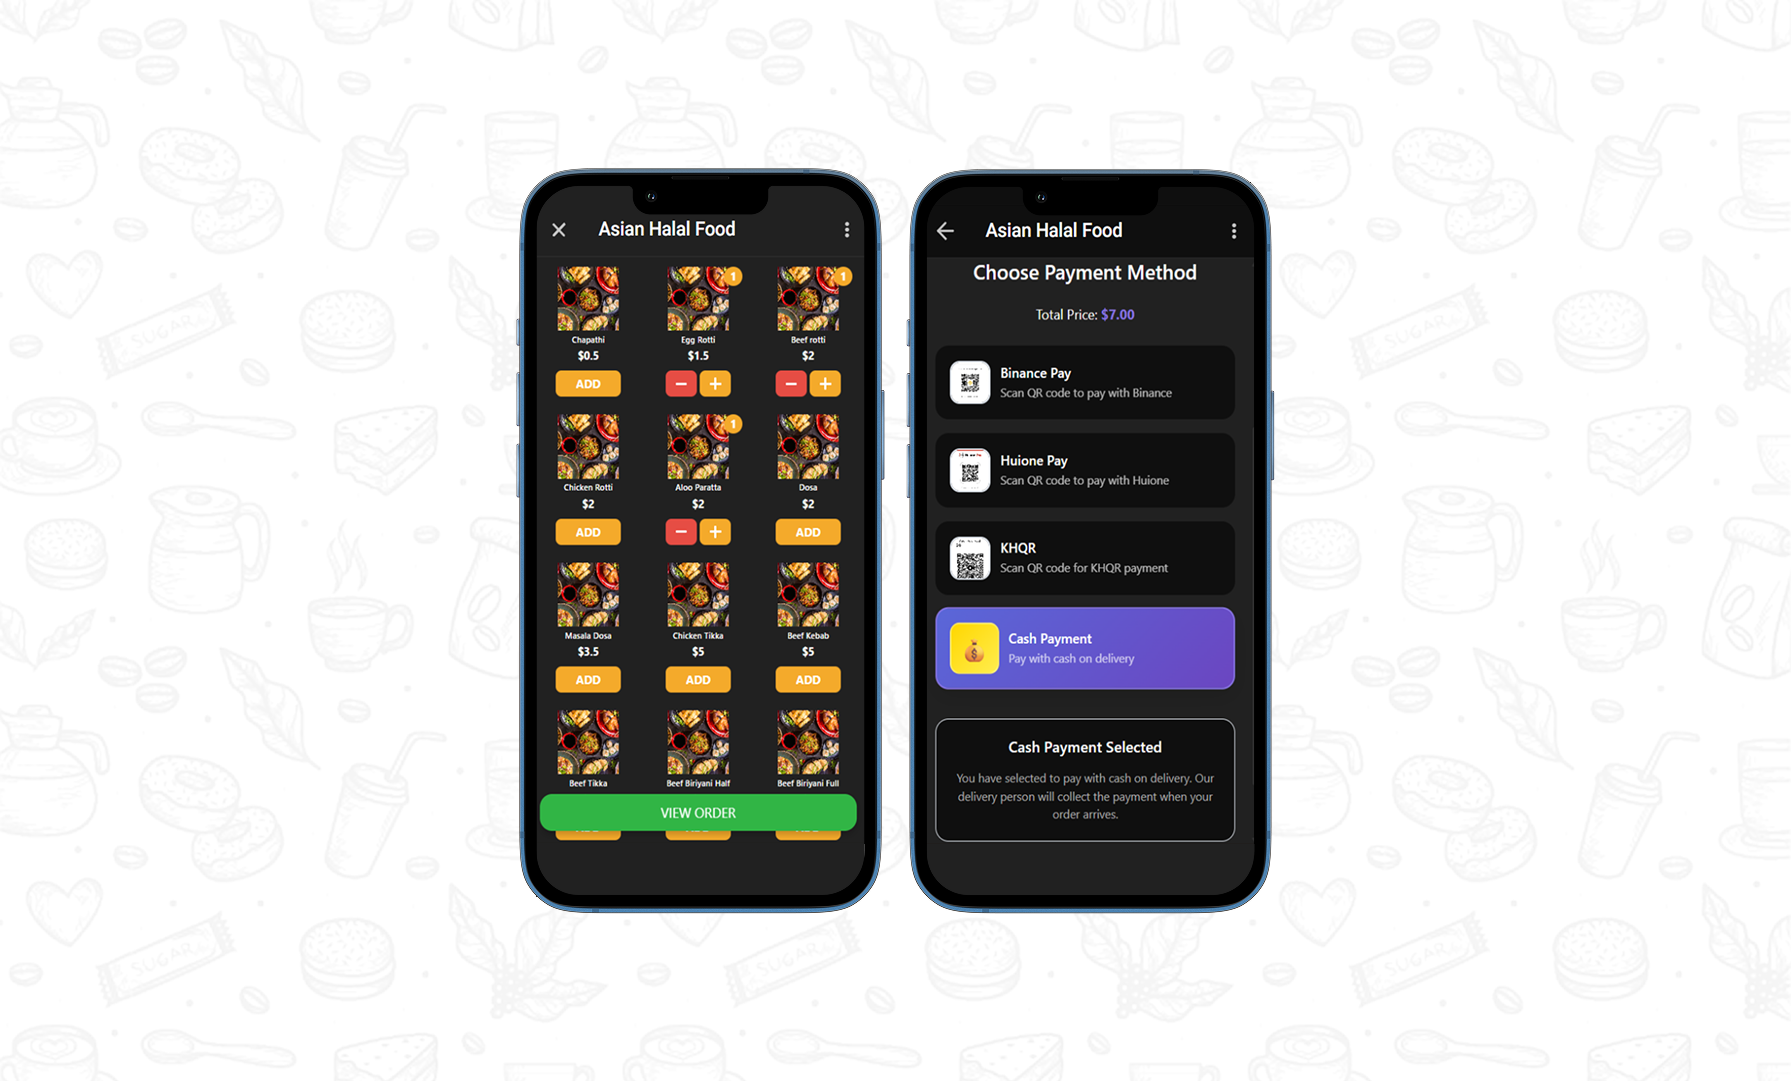 Asian Halal Food
1
1
Chapathi
Egg Rotti
Beef rotti
$0.5
$1.5
$2
ADD
− +
− +
1
Chicken Rotti
Aloo Paratta
Dosa
$2
$2
$2
ADD
− +
ADD
Masala Dosa
Chicken Tikka
Beef Kebab
$3.5
$5
$5
ADD
ADD
ADD
Beef Tikka
Beef Biriyani Half
Beef Biriyani Full
VIEW ORDER
Asian Halal Food
Choose Payment Method
Total Price: $7.00
Binance Pay
Scan QR code to pay with Binance
Huione Pay
Scan QR code to pay with Huione
KHQR
Scan QR code for KHQR payment
Cash Payment
Pay with cash on delivery
Cash Payment Selected
You have selected to pay with cash on delivery. Our
delivery person will collect the payment when your
order arrives.
SUGAR
SUGAR
SUGAR
SUGAR
SUGAR